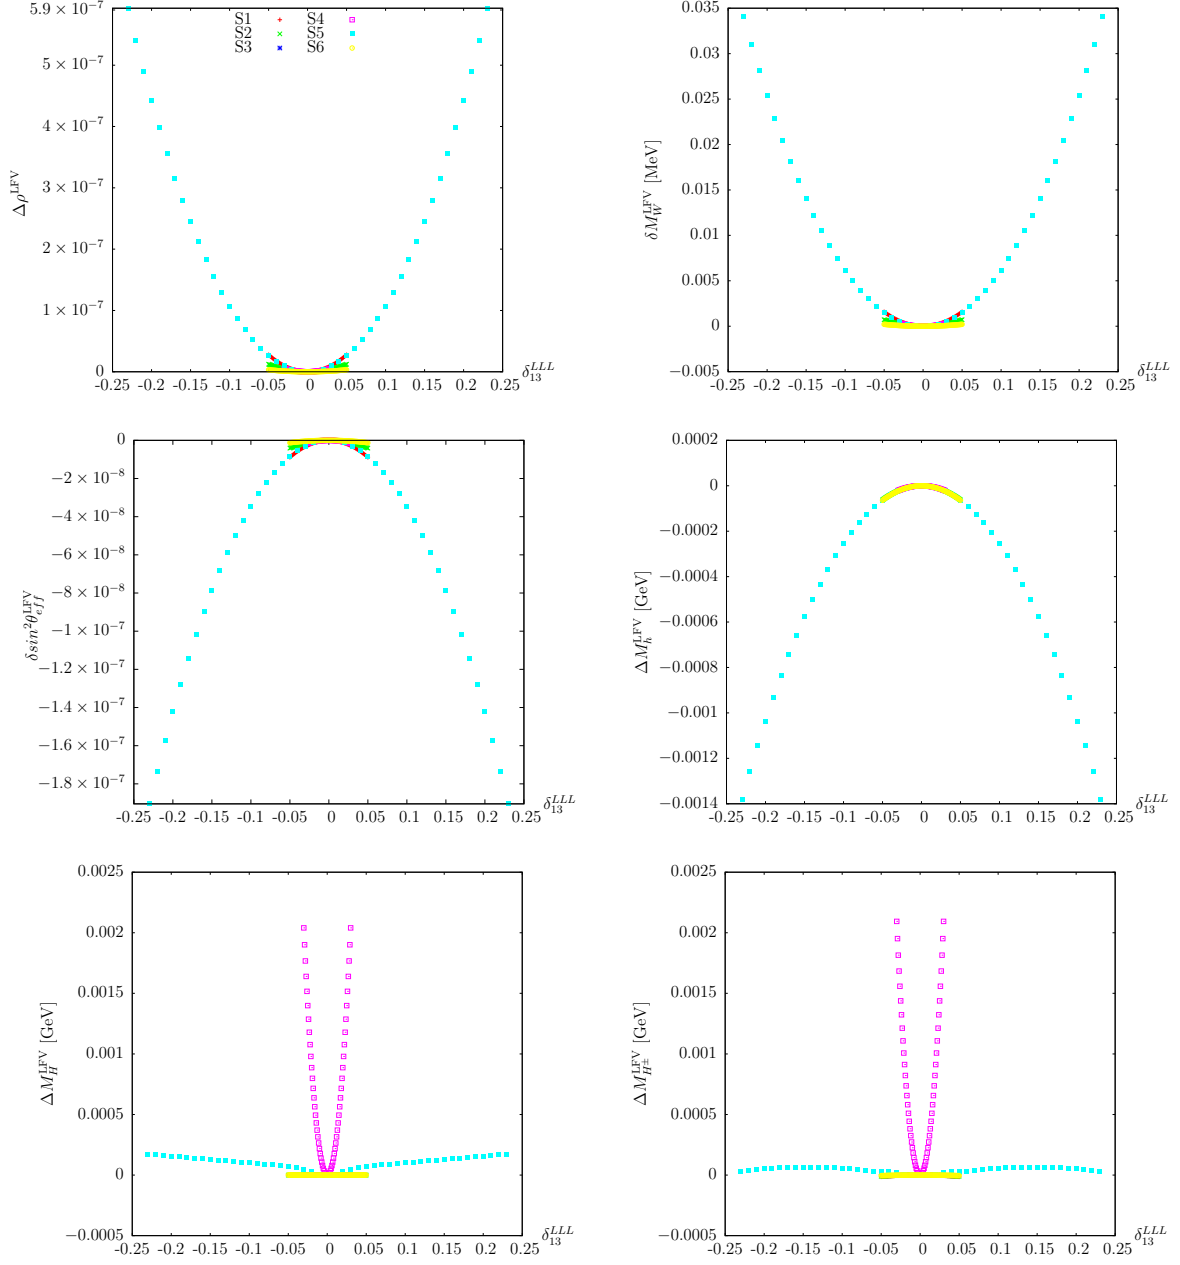 5.9 × 10⁻⁷
5 × 10⁻⁷
4 × 10⁻⁷
3 × 10⁻⁷
2 × 10⁻⁷
1 × 10⁻⁷
0
Δρ^LFV
S1 S4
S2 S5
S3 S6
-0.25 -0.2 -0.15 -0.1 -0.05 0 0.05 0.1 0.15 0.2 0.25
δ₁₃^LLL
0.035
0.03
0.025
0.02
0.015
0.01
0.005
0
−0.005
δM_W^LFV [MeV]
-0.25 -0.2 -0.15 -0.1 -0.05 0 0.05 0.1 0.15 0.2 0.25
δ₁₃^LLL
0
−2 × 10⁻⁸
−4 × 10⁻⁸
−6 × 10⁻⁸
−8 × 10⁻⁸
−1 × 10⁻⁷
−1.2 × 10⁻⁷
−1.4 × 10⁻⁷
−1.6 × 10⁻⁷
−1.8 × 10⁻⁷
δsin²θ_eff^LFV
-0.25 -0.2 -0.15 -0.1 -0.05 0 0.05 0.1 0.15 0.2 0.25
δ₁₃^LLL
0.0002
0
−0.0002
−0.0004
−0.0006
−0.0008
−0.001
−0.0012
−0.0014
ΔM_h^LFV [GeV]
-0.25 -0.2 -0.15 -0.1 -0.05 0 0.05 0.1 0.15 0.2 0.25
δ₁₃^LLL
0.0025
0.002
0.0015
0.001
0.0005
0
−0.0005
ΔM_H^LFV [GeV]
-0.25 -0.2 -0.15 -0.1 -0.05 0 0.05 0.1 0.15 0.2 0.25
δ₁₃^LLL
0.0025
0.002
0.0015
0.001
0.0005
0
−0.0005
ΔM_H±^LFV [GeV]
-0.25 -0.2 -0.15 -0.1 -0.05 0 0.05 0.1 0.15 0.2 0.25
δ₁₃^LLL